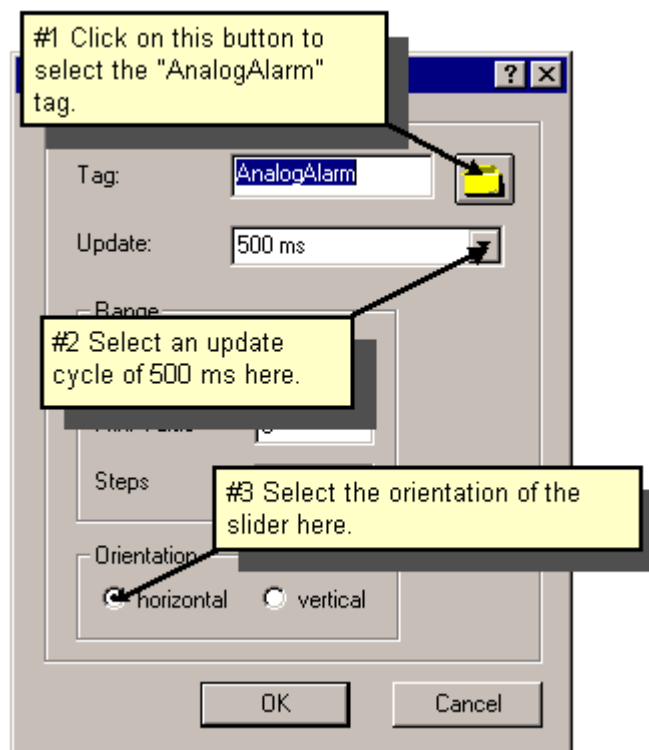 #1 Click on this button to
select the "AnalogAlarm"
tag.
Tag:
AnalogAlarm
Update:
500 ms
Range
#2 Select an update
cycle of 500 ms here.
Steps
#3 Select the orientation of the
slider here.
Orientation
horizontal
vertical
OK
Cancel